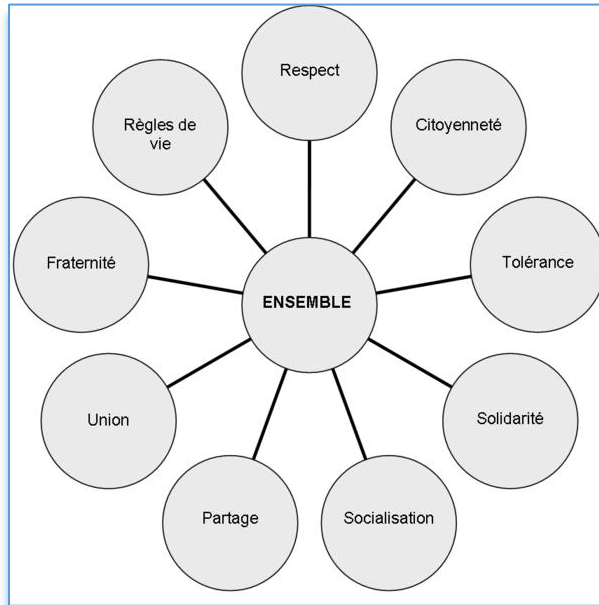 Respect
Règles de
vie
Citoyenneté
Fraternité
Tolérance
ENSEMBLE
Union
Solidarité
Partage
Socialisation